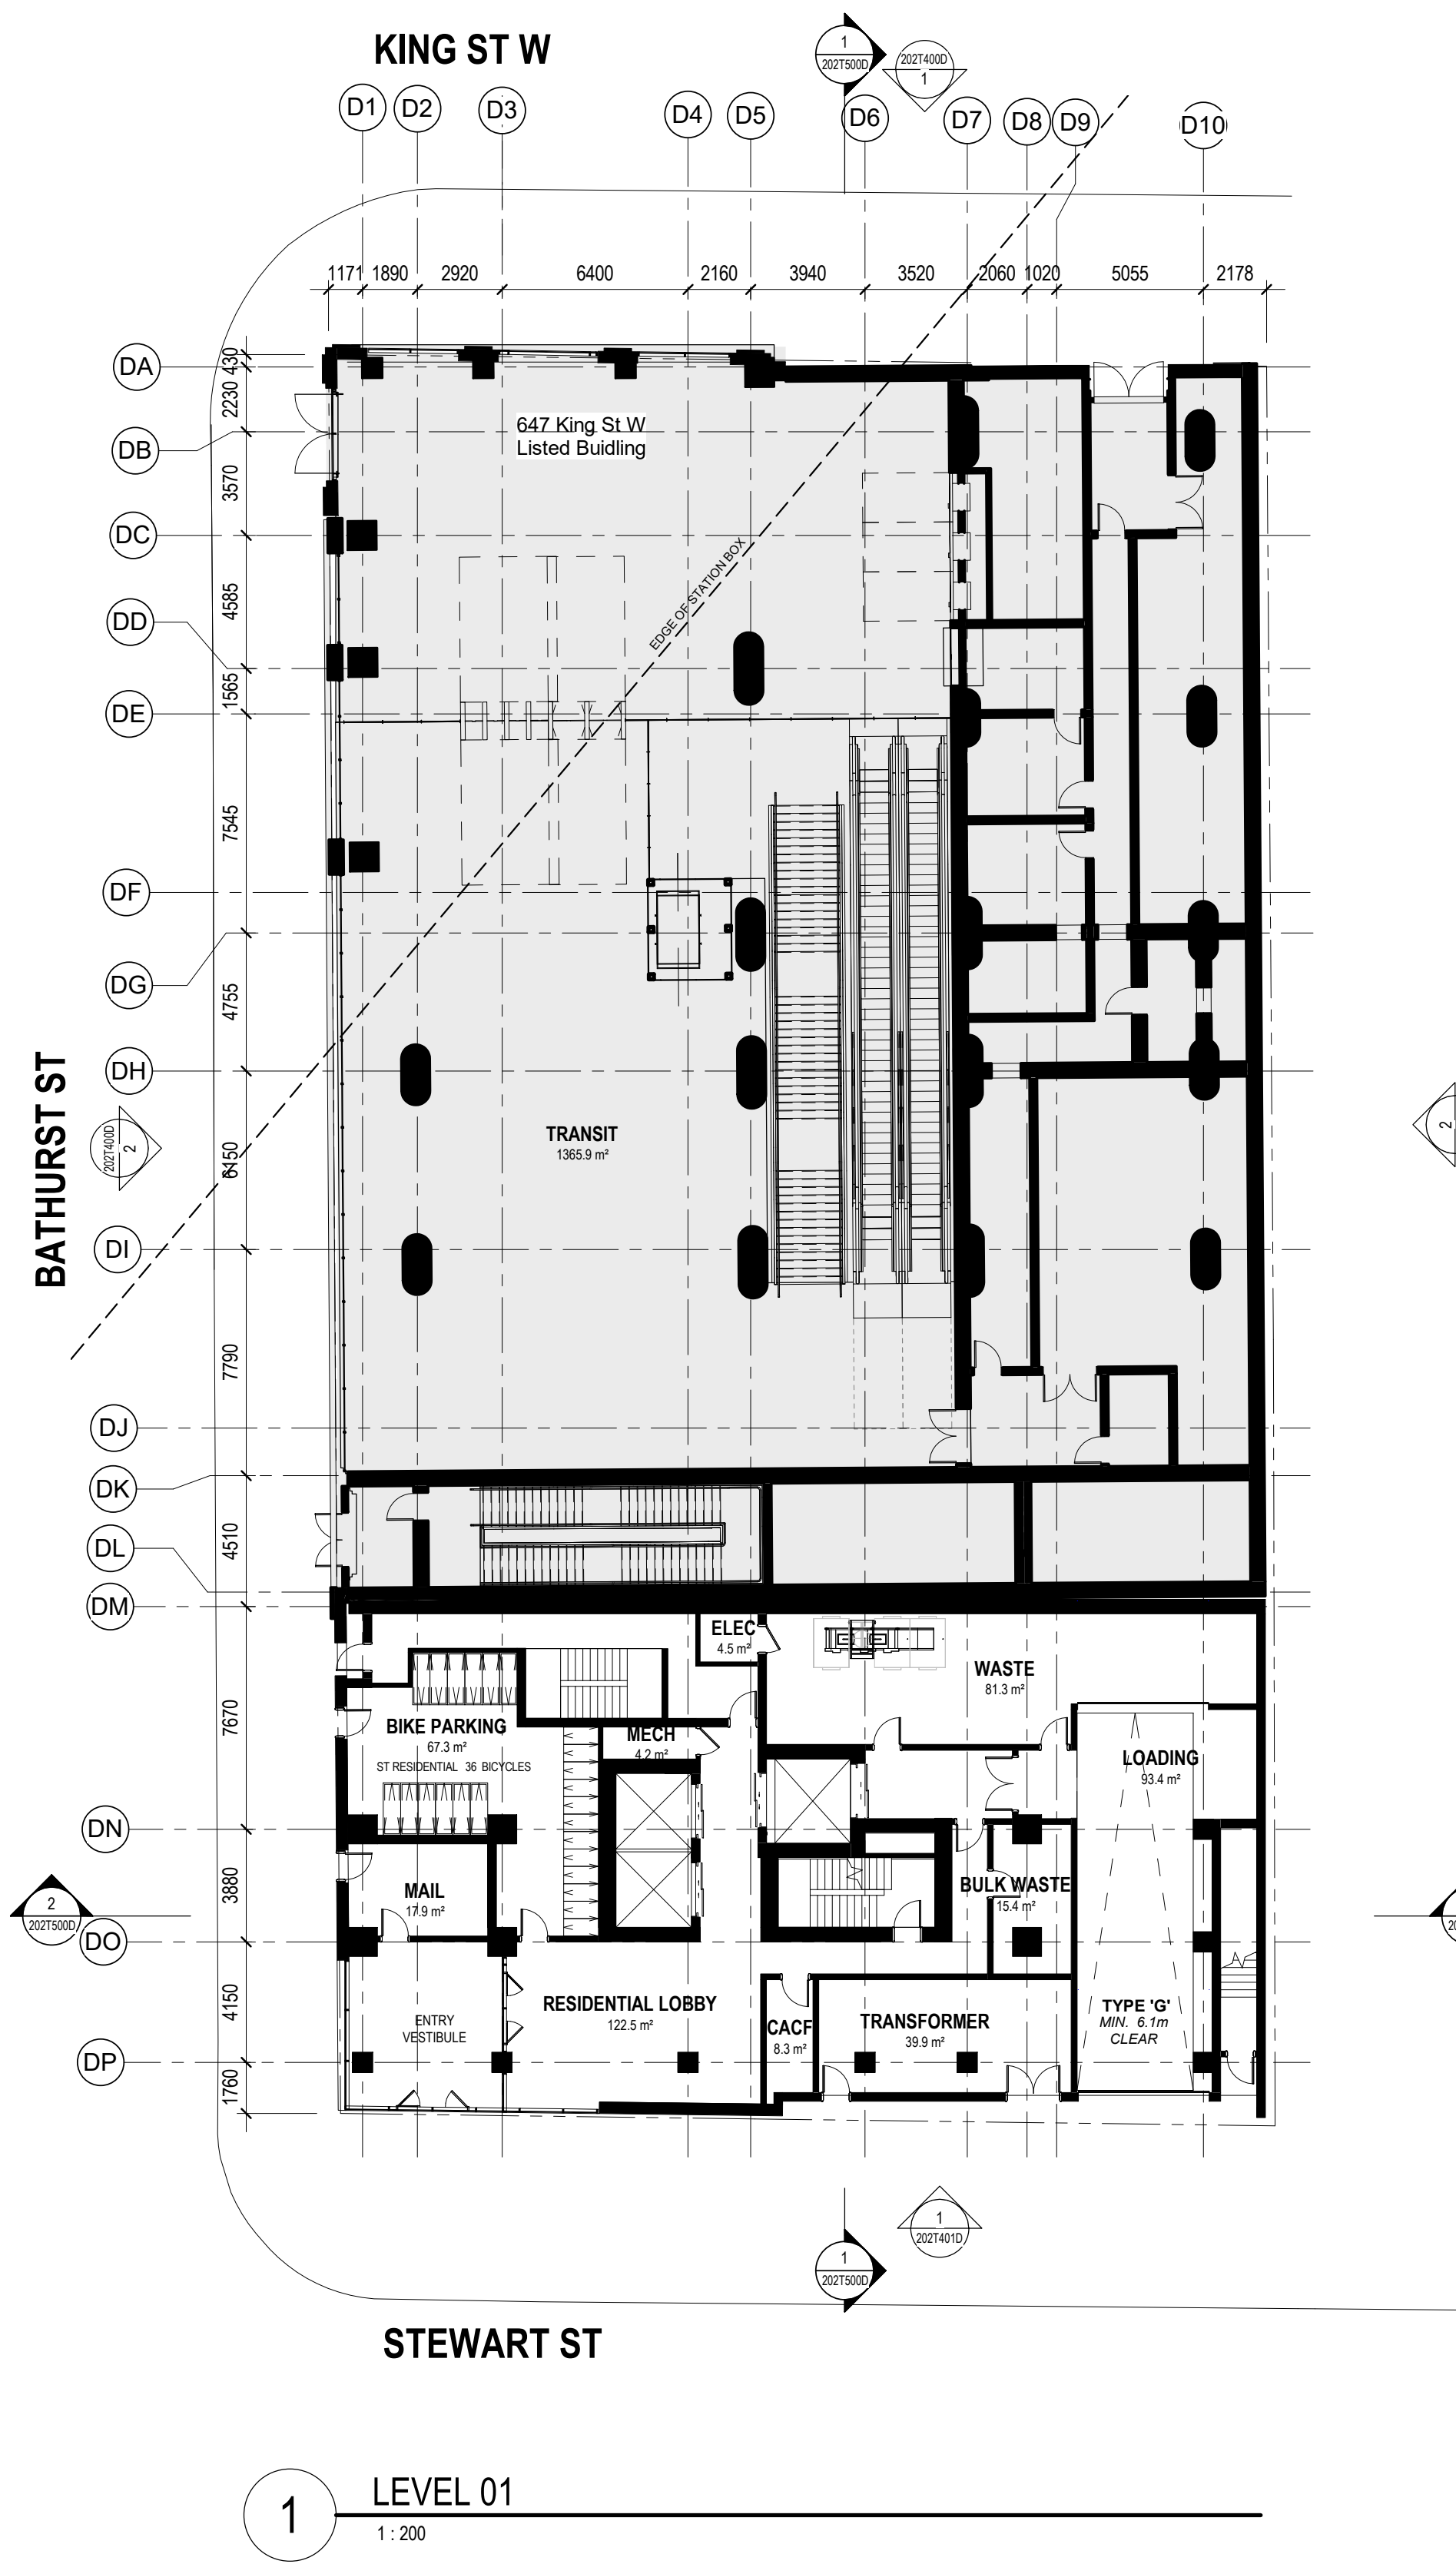 KING ST W
1
202T500D
202T400D
1
D1
D2
D3
D4
D5
D6
D7
D8
D9
D10
1171
1890
2920
6400
2160
3940
3520
2060
1020
5055
2178
DA
430
2230
647 King St W
Listed Buidling
DB
3570
DC
EDGE OF STATION BOX
4585
DD
1565
DE
7545
DF
DG
4755
DH
BATHURST ST
202T400D
2
2
TRANSIT
1365.9 m²
6150
DI
7790
DJ
DK
4510
DL
DM
ELEC
4.5 m²
WASTE
81.3 m²
7670
BIKE PARKING
67.3 m²
ST RESIDENTIAL 36 BICYCLES
MECH
4.2 m²
LOADING
93.4 m²
DN
3880
MAIL
17.9 m²
BULK WASTE
15.4 m²
2
202T500D
DO
4150
ENTRY
VESTIBULE
RESIDENTIAL LOBBY
122.5 m²
CACF
8.3 m²
TRANSFORMER
39.9 m²
TYPE 'G'
MIN. 6.1m
CLEAR
DP
1760
1
202T401D
1
202T500D
STEWART ST
1
LEVEL 01
1 : 200